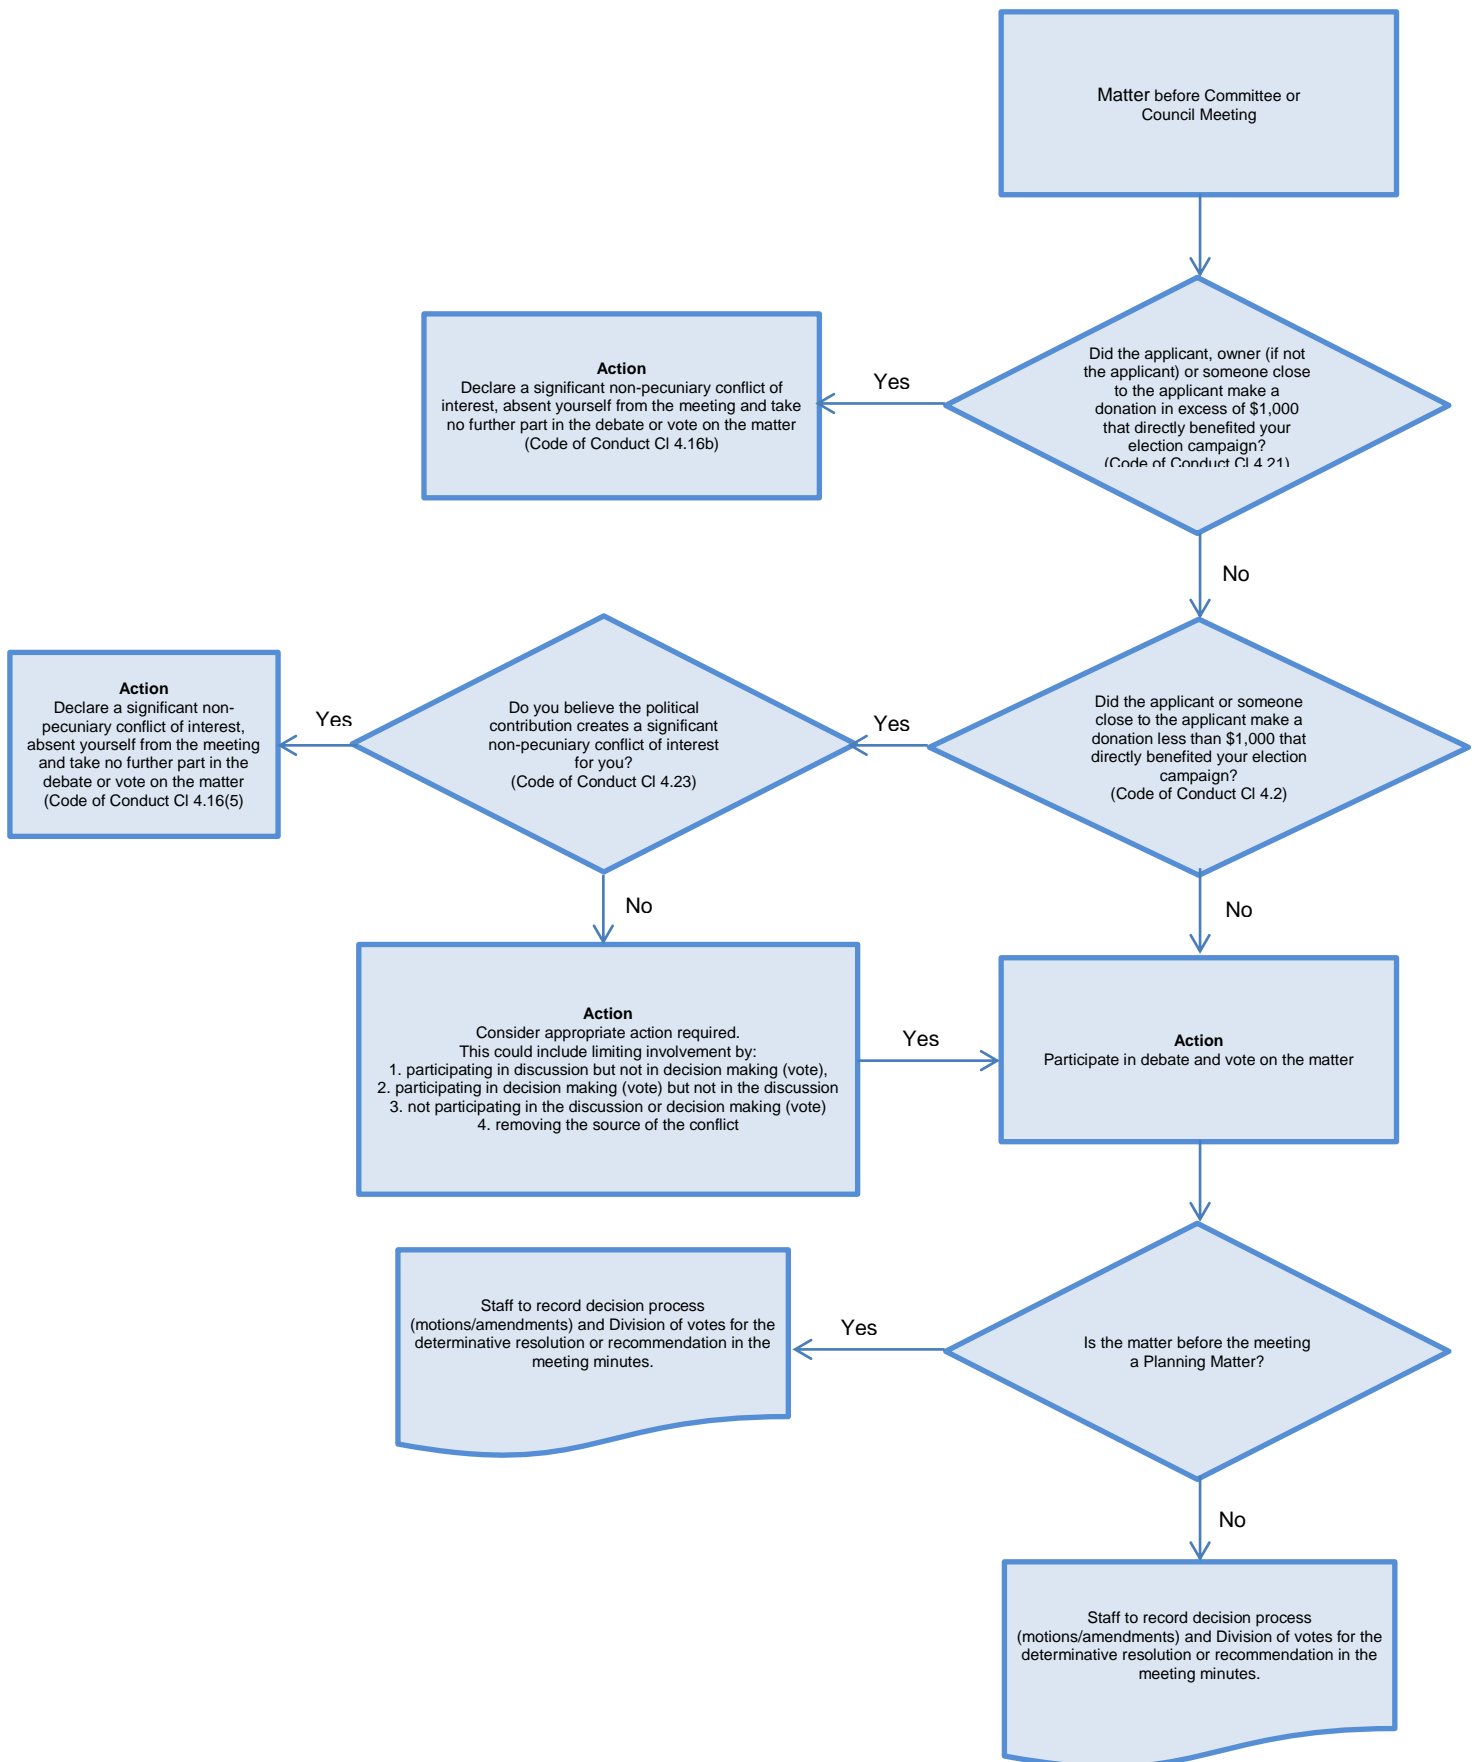 Matter before Committee or
Council Meeting
Did the applicant, owner (if not
the applicant) or someone close
to the applicant make a
donation in excess of $1,000
that directly benefited your
election campaign?
(Code of Conduct Cl 4.21)
Yes
Action
Declare a significant non-pecuniary conflict of
interest, absent yourself from the meeting and take
no further part in the debate or vote on the matter
(Code of Conduct Cl 4.16b)
No
Did the applicant or someone
close to the applicant make a
donation less than $1,000 that
directly benefited your election
campaign?
(Code of Conduct Cl 4.2)
Yes
Do you believe the political
contribution creates a significant
non-pecuniary conflict of interest
for you?
(Code of Conduct Cl 4.23)
Yes
Action
Declare a significant non-
pecuniary conflict of interest,
absent yourself from the meeting
and take no further part in the
debate or vote on the matter
(Code of Conduct Cl 4.16(5)
No
No
Action
Consider appropriate action required.
This could include limiting involvement by:
1. participating in discussion but not in decision making (vote),
2. participating in decision making (vote) but not in the discussion
3. not participating in the discussion or decision making (vote)
4. removing the source of the conflict
Yes
Action
Participate in debate and vote on the matter
Is the matter before the meeting
a Planning Matter?
Yes
Staff to record decision process
(motions/amendments) and Division of votes for the
determinative resolution or recommendation in the
meeting minutes.
No
Staff to record decision process
(motions/amendments) and Division of votes for the
determinative resolution or recommendation in the
meeting minutes.